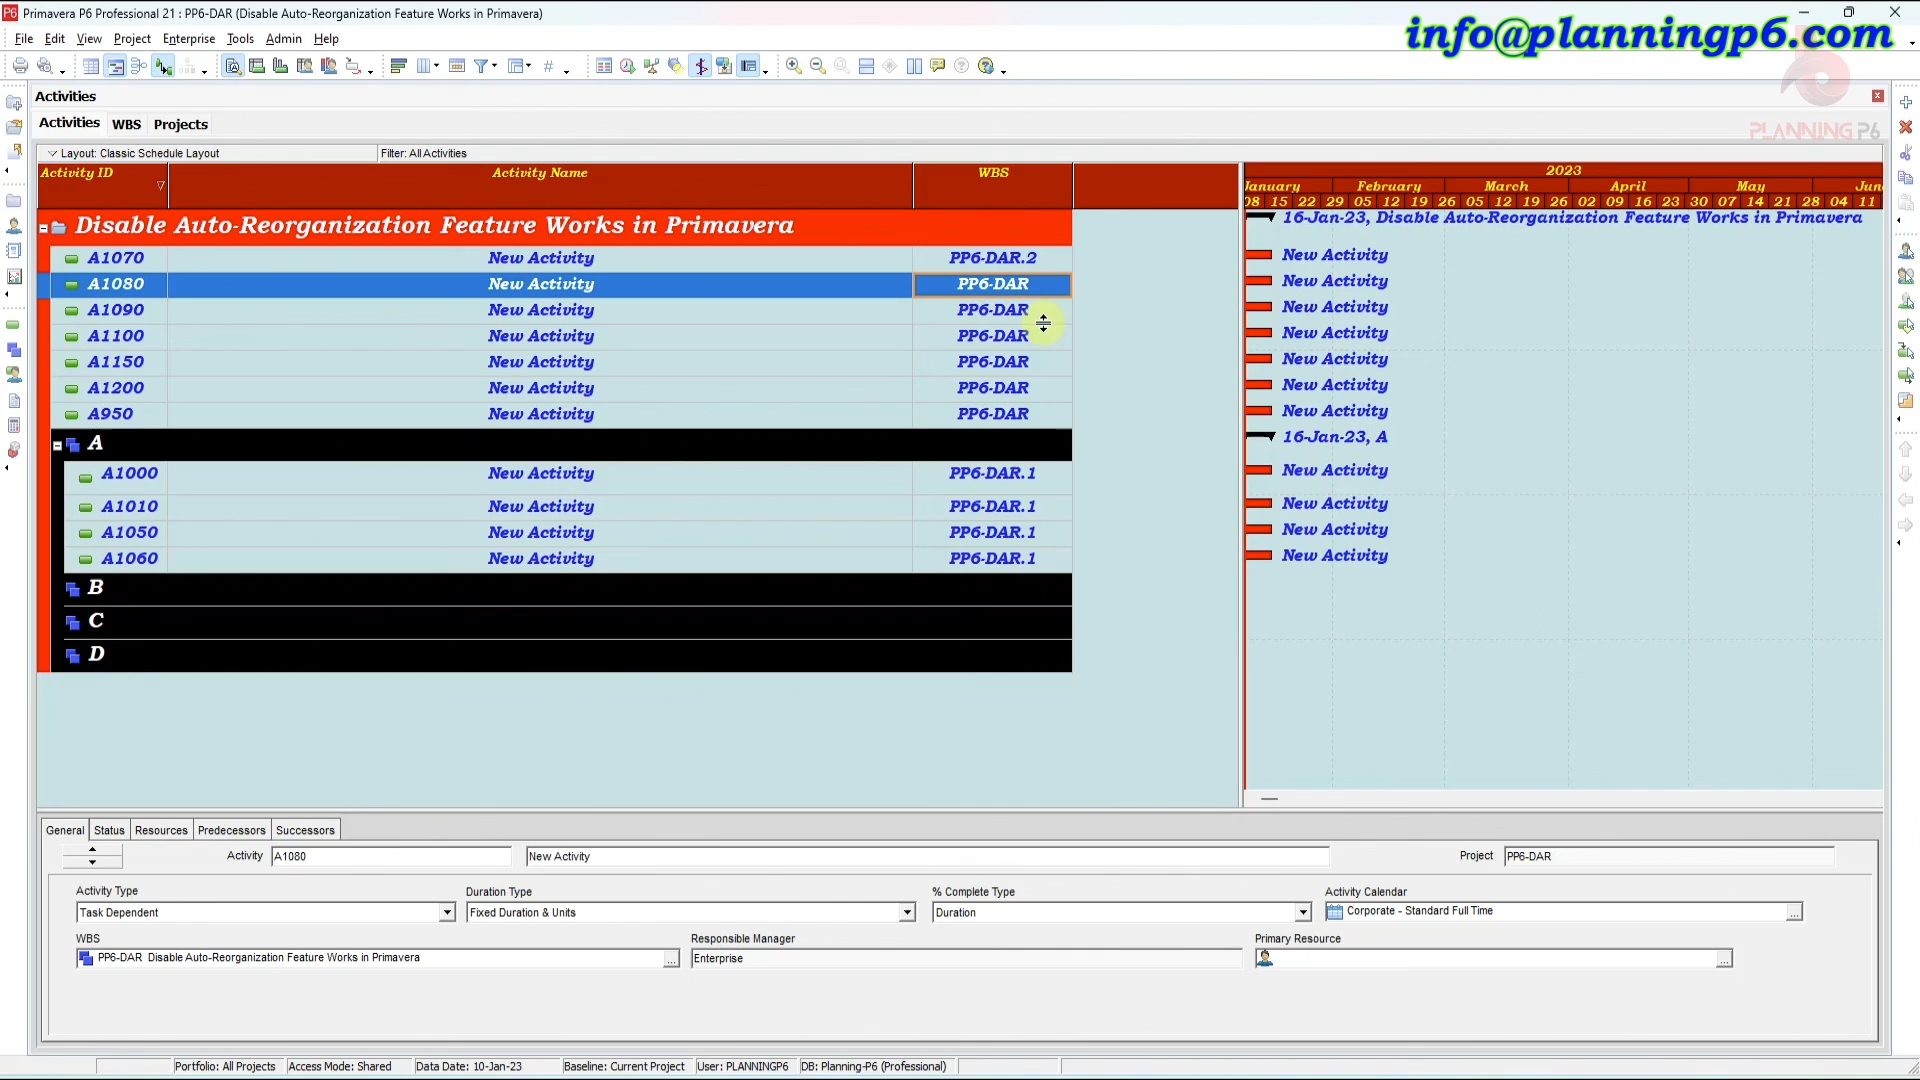 Primavera P6 Professional 21 : PP6-DAR (Disable Auto-Reorganization Feature Works in Primavera)
info@planningp6.com
File Edit View Project Enterprise Tools Admin Help
PLANNING P6
Activities
Activities WBS Projects
Layout: Classic Schedule Layout Filter: All Activities
Activity ID Activity Name WBS
2023
January February March April May June
08 15 22 29 05 12 19 26 05 12 19 26 02 09 16 23 30 07 14 21 28 04 11
Disable Auto-Reorganization Feature Works in Primavera 16-Jan-23, Disable Auto-Reorganization Feature Works in Primavera
A1070 New Activity PP6-DAR.2 New Activity
A1080 New Activity PP6-DAR New Activity
A1090 New Activity PP6-DAR New Activity
A1100 New Activity PP6-DAR New Activity
A1150 New Activity PP6-DAR New Activity
A1200 New Activity PP6-DAR New Activity
A950 New Activity PP6-DAR New Activity
A 16-Jan-23, A
A1000 New Activity PP6-DAR.1 New Activity
A1010 New Activity PP6-DAR.1 New Activity
A1050 New Activity PP6-DAR.1 New Activity
A1060 New Activity PP6-DAR.1 New Activity
B
C
D
General Status Resources Predecessors Successors
Activity A1080 New Activity Project PP6-DAR
Activity Type Duration Type % Complete Type Activity Calendar
Task Dependent Fixed Duration & Units Duration Corporate - Standard Full Time
WBS Responsible Manager Primary Resource
PP6-DAR Disable Auto-Reorganization Feature Works in Primavera Enterprise
Portfolio: All Projects Access Mode: Shared Data Date: 10-Jan-23 Baseline: Current Project User: PLANNINGP6 DB: Planning-P6 (Professional)